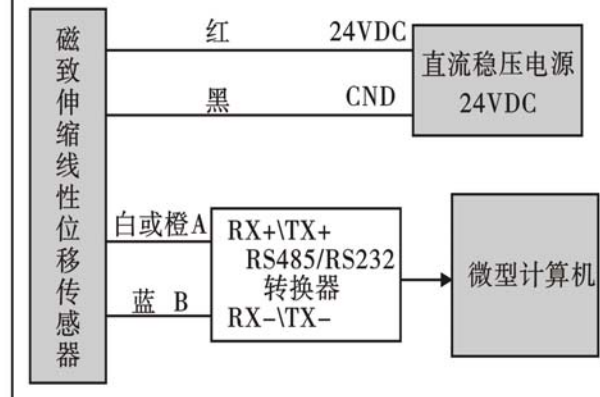 磁致伸缩线性位移传感器
红 24VDC
黑 CND
直流稳压电源
24VDC
白或橙A
蓝 B
RX+\TX+
RS485/RS232
转换器
RX-\TX-
微型计算机